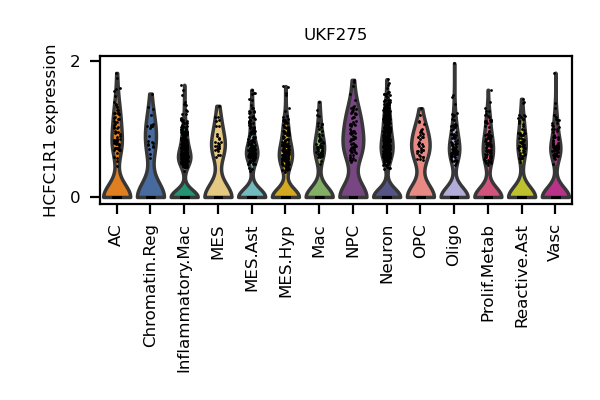 UKF275
HCFC1R1 expression
2
0
AC
Chromatin.Reg
Inflammatory.Mac
MES
MES.Ast
MES.Hyp
Mac
NPC
Neuron
OPC
Oligo
Prolif.Metab
Reactive.Ast
Vasc